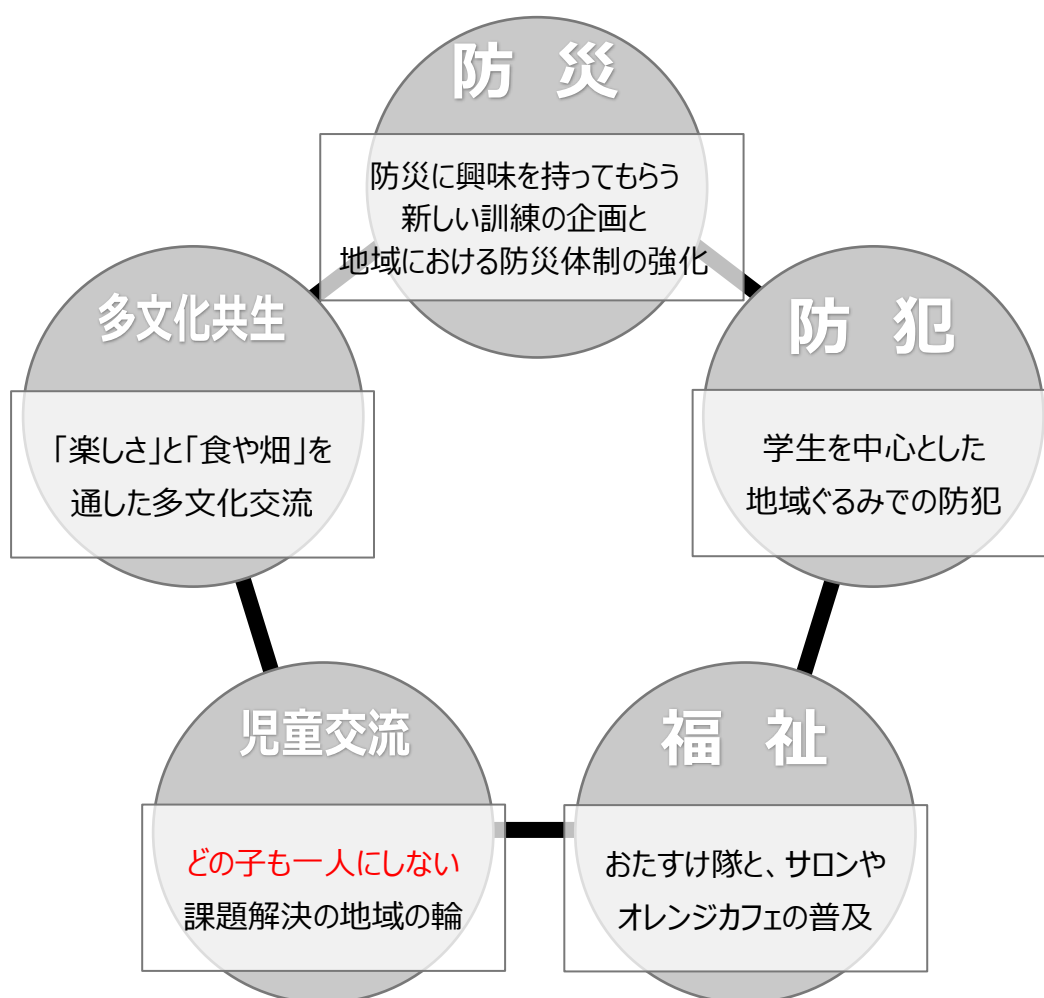 防 災
防災に興味を持ってもらう
新しい訓練の企画と
地域における防災体制の強化
多文化共生
「楽しさ」と「食や畑」を
通した多文化交流
防 犯
学生を中心とした
地域ぐるみでの防犯
児童交流
どの子も一人にしない
課題解決の地域の輪
福 祉
おたすけ隊と、サロンや
オレンジカフェの普及